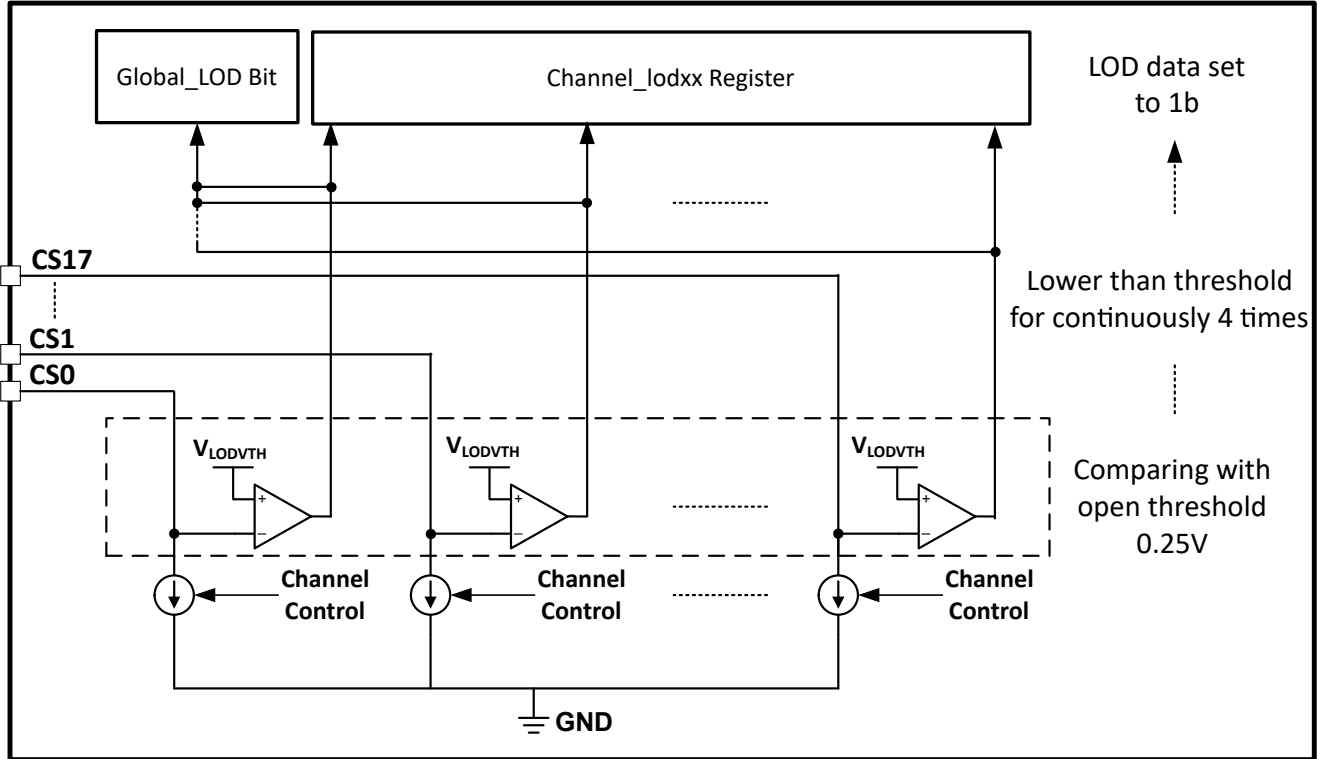 Global_LOD Bit
Channel_lodxx Register
LOD data set
to 1b
CS17
Lower than threshold
for continuously 4 times
CS1
CS0
VLODVTH
VLODVTH
VLODVTH
+
+
+
−
−
−
Comparing with
open threshold
0.25V
Channel
Control
Channel
Control
Channel
Control
GND